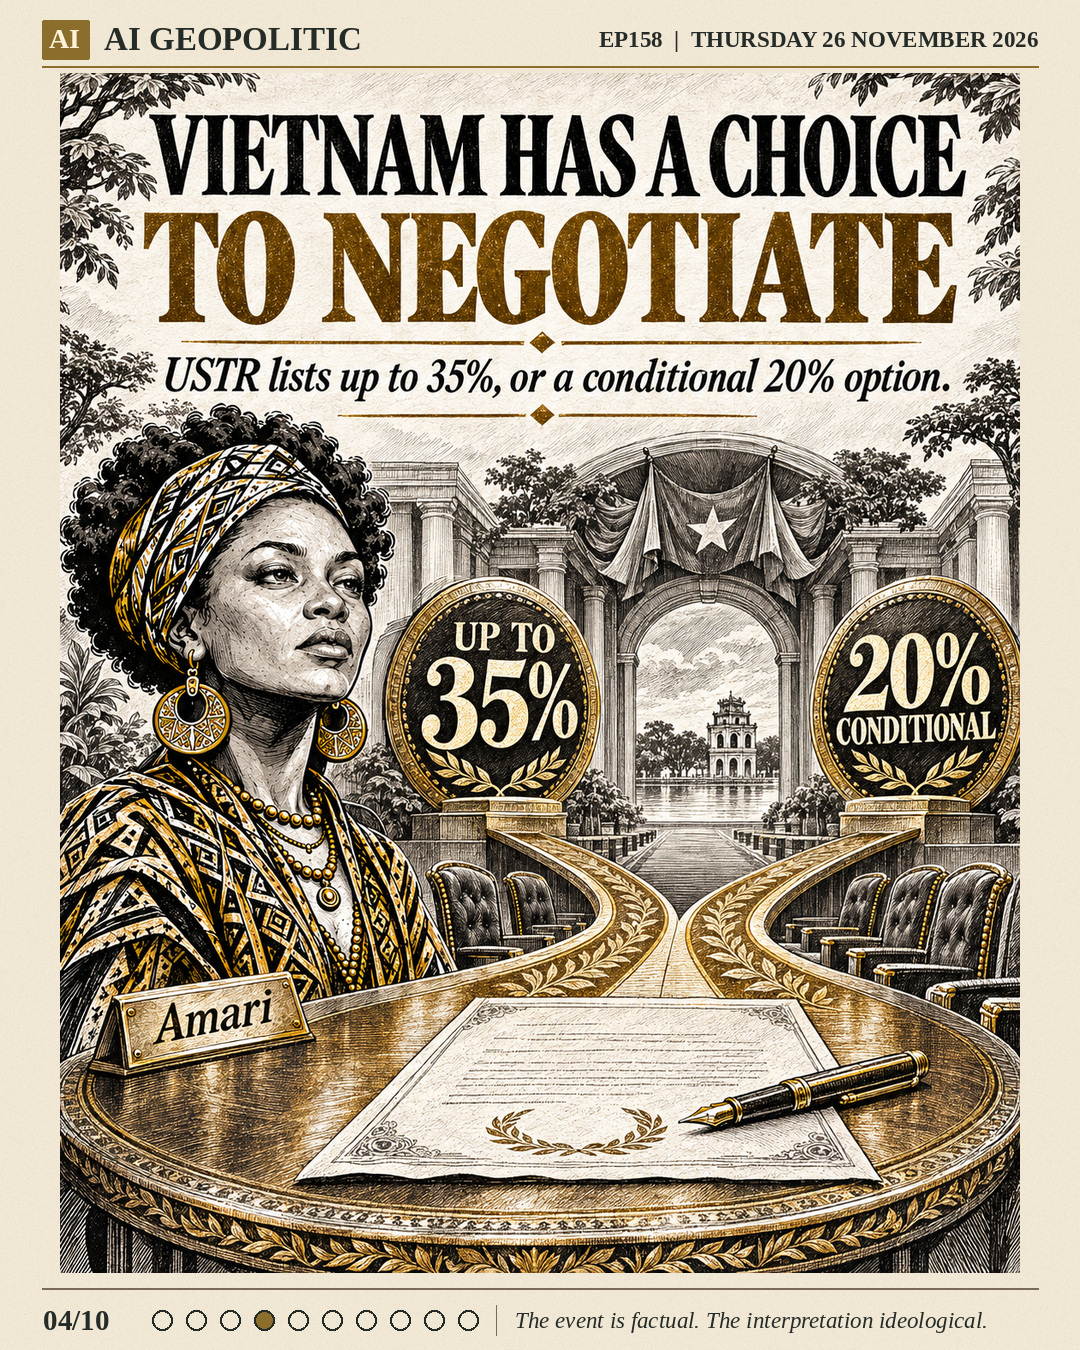 AI AI GEOPOLITIC
EP158 | THURSDAY 26 NOVEMBER 2026
VIETNAM HAS A CHOICE
TO NEGOTIATE
USTR lists up to 35%, or a conditional 20% option.
UP TO
35%
20%
CONDITIONAL
Amari
04/10
The event is factual. The interpretation ideological.